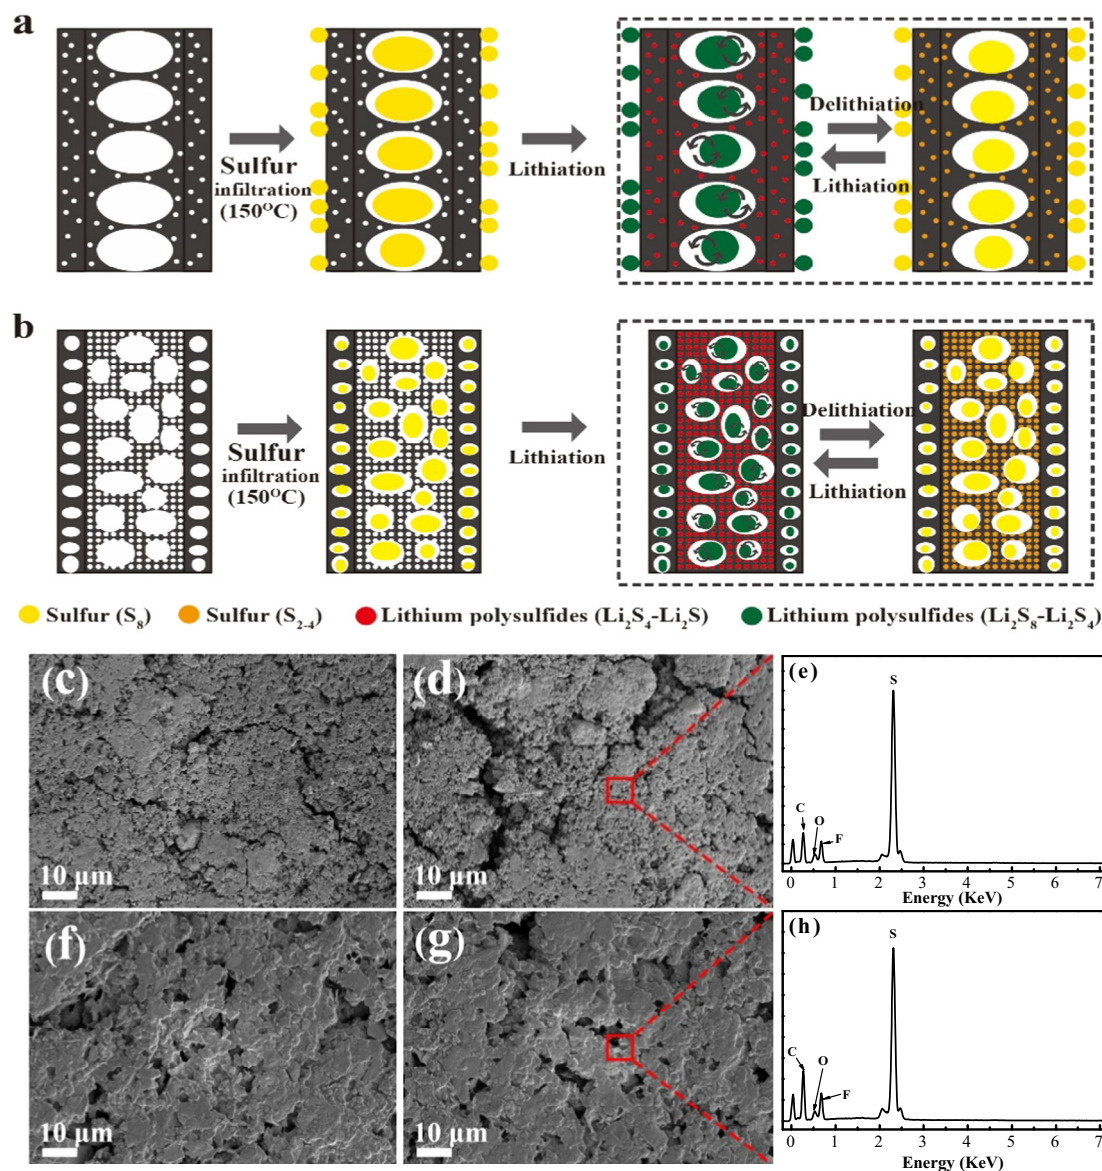 a
Sulfur
infiltration
(150°C)
Lithiation
Delithiation
Lithiation
b
Sulfur
infiltration
(150°C)
Lithiation
Delithiation
Lithiation
Sulfur (S₈)
Sulfur (S₂₋₄)
Lithium polysulfides (Li₂S₄-Li₂S)
Lithium polysulfides (Li₂S₈-Li₂S₄)
(c)
10 μm
(d)
10 μm
(e)
S
C
O
F
0 1 2 3 4 5 6 7
Energy (KeV)
(f)
10 μm
(g)
10 μm
(h)
S
C
O
F
0 1 2 3 4 5 6 7
Energy (KeV)